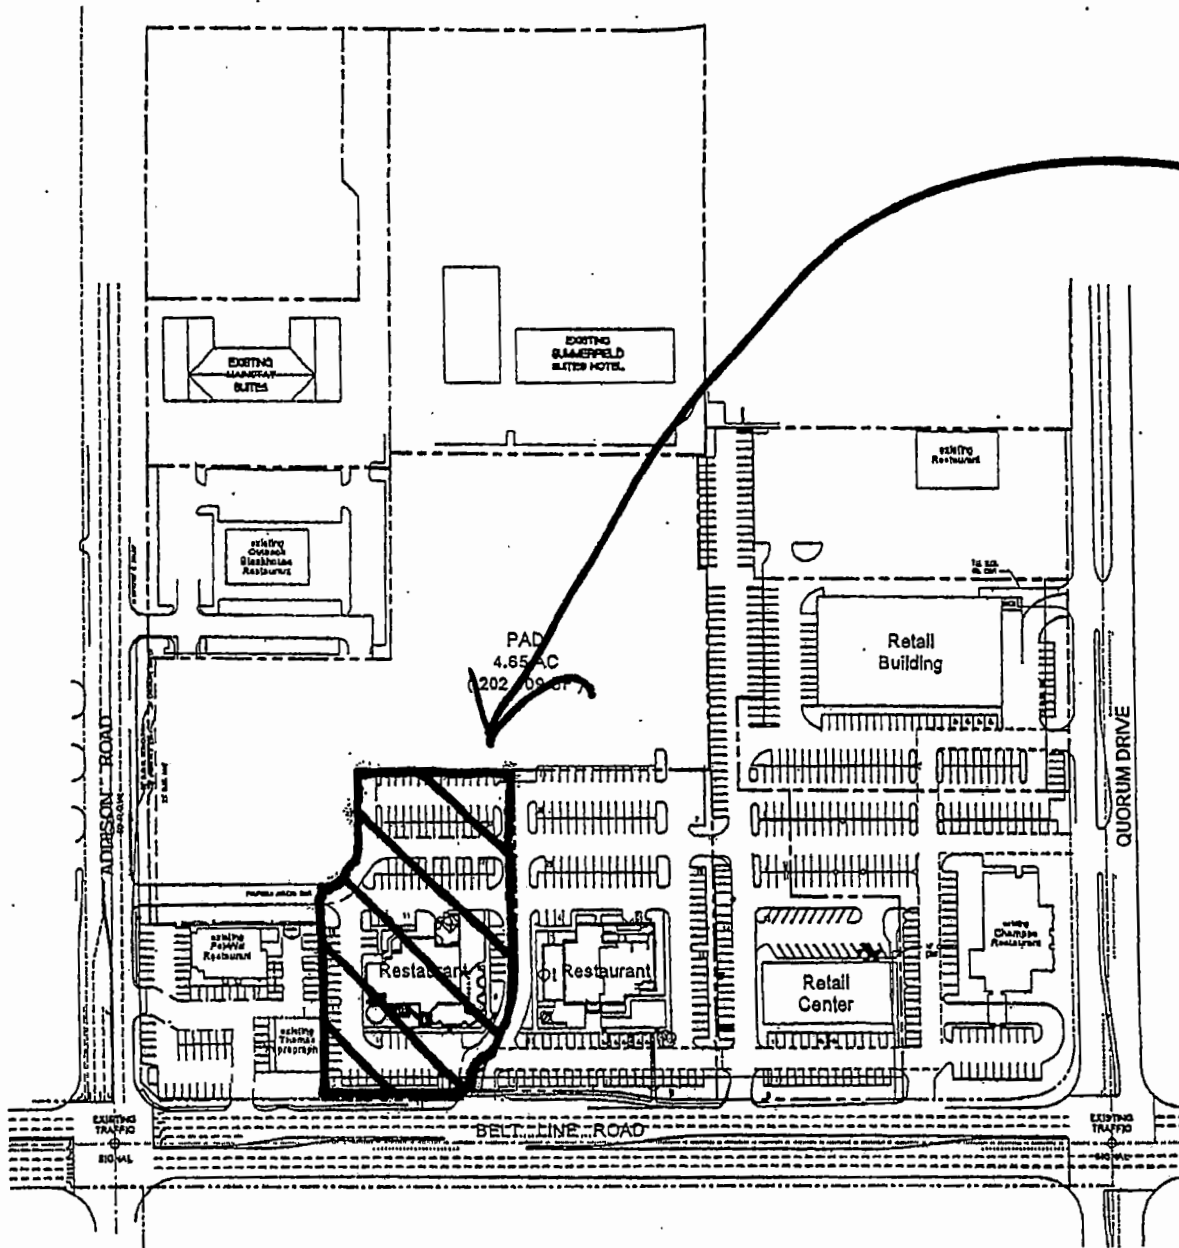 EXISTING
MAINSTAY
SUITES
EXISTING
SUMMERFIELD
SUITES HOTEL
existing
Restaurant
existing
Outback
Steakhouse
Restaurant
PAD
4.65 AC
Retail
Building
ADDISON ROAD
QUORUM DRIVE
existing
Restaurant
Restaurant
Restaurant
Retail
Center
existing
Restaurant
existing
Thomas
BELT LINE ROAD
EXISTING
TRAFFIC
SIGNAL
EXISTING
TRAFFIC
SIGNAL